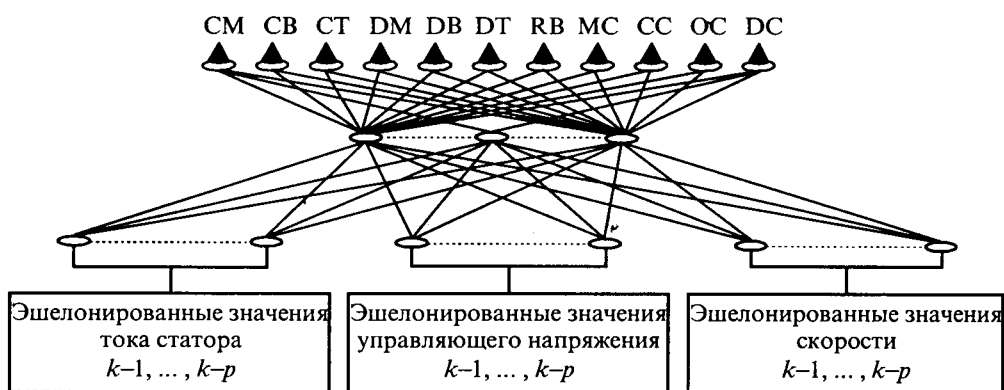 CM CB CT DM DB DT RB MC CC OC DC
Эшелонированные значения
тока статора
k–1, ... , k–p
Эшелонированные значения
управляющего напряжения
k–1, ... , k–p
Эшелонированные значения
скорости
k–1, ... , k–p